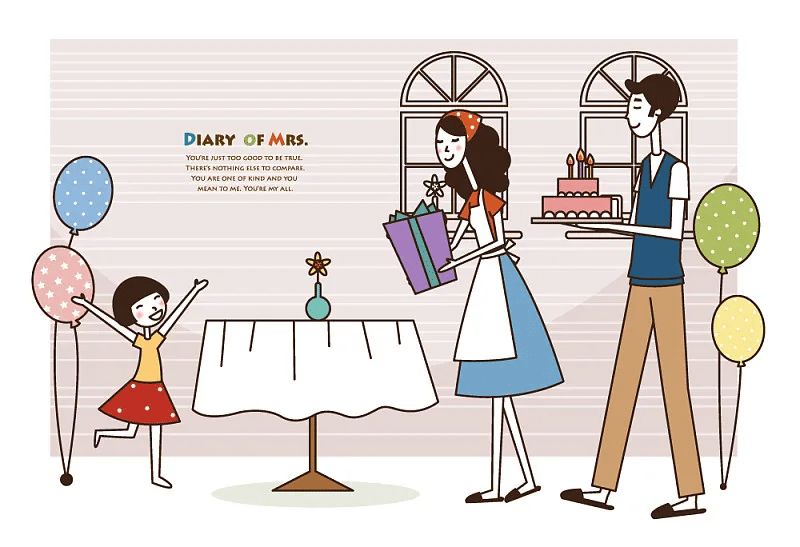 DIARY OF MRS.
YOU'RE JUST TOO GOOD TO BE TRUE.
THERE'S NOTHING ELSE TO COMPARE.
YOU ARE ONE OF KIND AND YOU
MEAN TO ME. YOU'RE MY ALL.